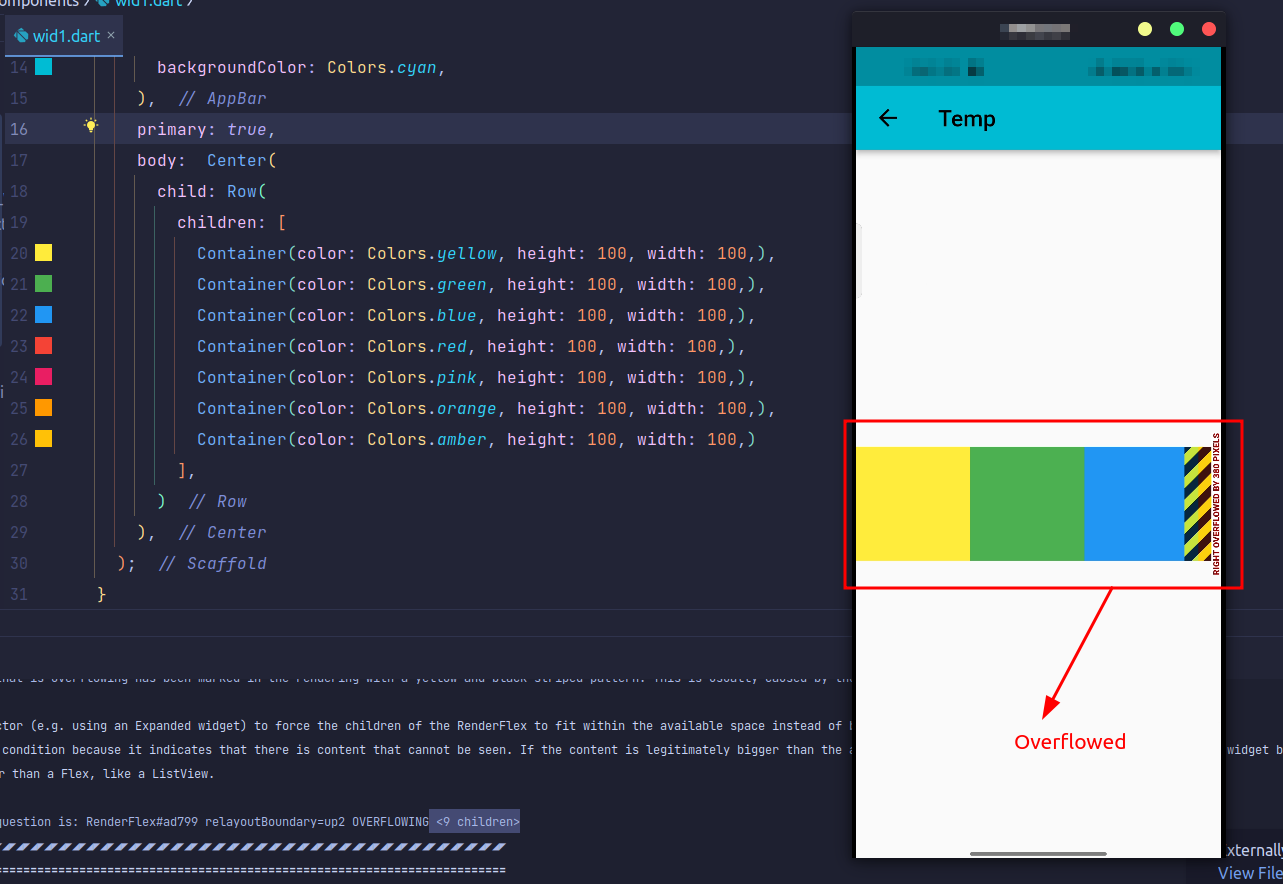 omponents / wid1.dart /
wid1.dart ×
14 backgroundColor: Colors.cyan,
15 ), // AppBar
16 primary: true,
17 body: Center(
18 child: Row(
19 children: [
20 Container(color: Colors.yellow, height: 100, width: 100,),
21 Container(color: Colors.green, height: 100, width: 100,),
22 Container(color: Colors.blue, height: 100, width: 100,),
23 Container(color: Colors.red, height: 100, width: 100,),
24 Container(color: Colors.pink, height: 100, width: 100,),
25 Container(color: Colors.orange, height: 100, width: 100,),
26 Container(color: Colors.amber, height: 100, width: 100,)
27 ],
28 ) // Row
29 ), // Center
30 ); // Scaffold
31 }
Temp
RIGHT OVERFLOWED BY 380 PIXELS
Overflowed
that is overflowing has been marked in the rendering with a yellow and black striped pattern. This is usually caused by the
ctor (e.g. using an Expanded widget) to force the children of the RenderFlex to fit within the available space instead of b
condition because it indicates that there is content that cannot be seen. If the content is legitimately bigger than the a widget b
r than a Flex, like a ListView.
question is: RenderFlex#ad799 relayoutBoundary=up2 OVERFLOWING <9 children>
xternally
View File